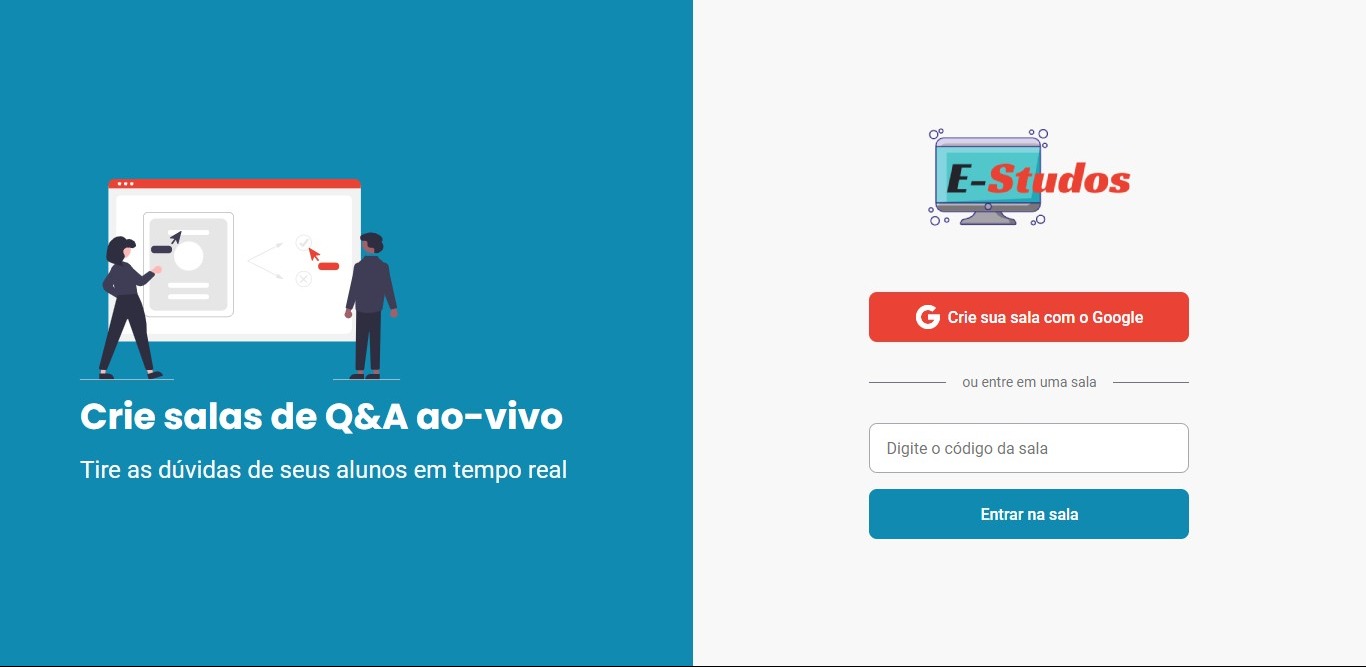 Crie salas de Q&A ao-vivo
Tire as dúvidas de seus alunos em tempo real
E-Studos
Crie sua sala com o Google
ou entre em uma sala
Digite o código da sala
Entrar na sala